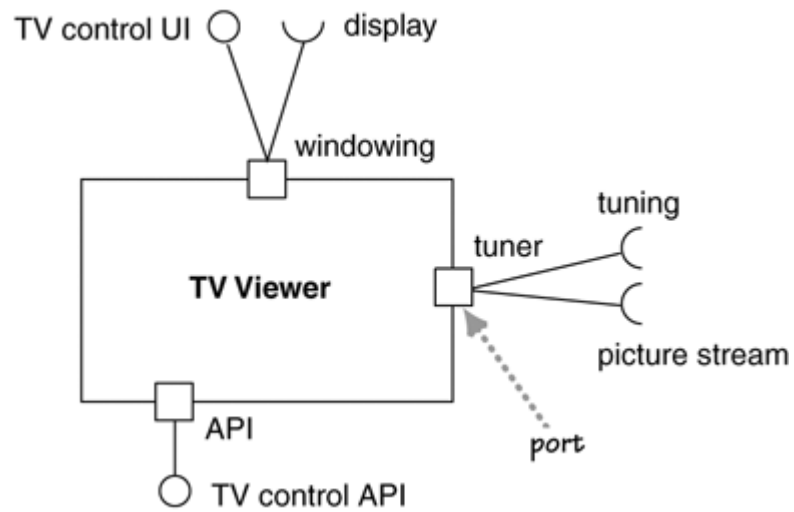 TV control UI
display
windowing
tuning
tuner
TV Viewer
picture stream
API
port
TV control API